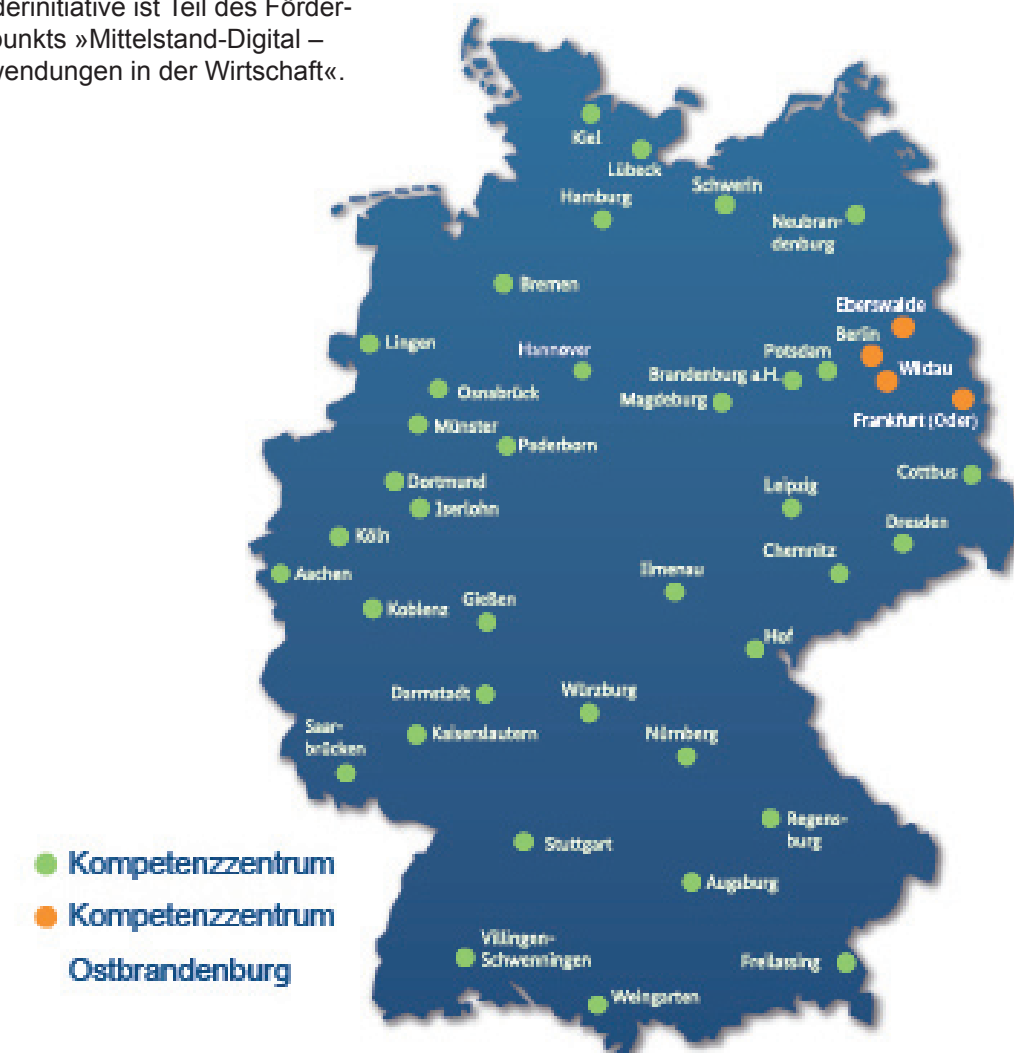 derinitiative ist Teil des Förder-
punkts »Mittelstand-Digital –
vendungen in der Wirtschaft«.
Kiel
Lübeck
Schwerin
Hamburg
Neubran-
denburg
Bremen
Eberswalde
Berlin
Lingen
Hannover
Potsdam
Wildau
Brandenburg a.H.
Osnabrück
Magdeburg
Frankfurt (Oder)
Münster
Paderborn
Cottbus
Dortmund
Leipzig
Iserlohn
Dresden
Köln
Chemnitz
Aachen
Ilmenau
Gießen
Koblenz
Hof
Darmstadt
Würzburg
Saar-
brücken
Kaiserslautern
Nürnberg
Regens-
burg
Stuttgart
Kompetenzzentrum
Augsburg
Kompetenzzentrum
Ostbrandenburg
Villingen-
Schwenningen
Freilassing
Weingarten